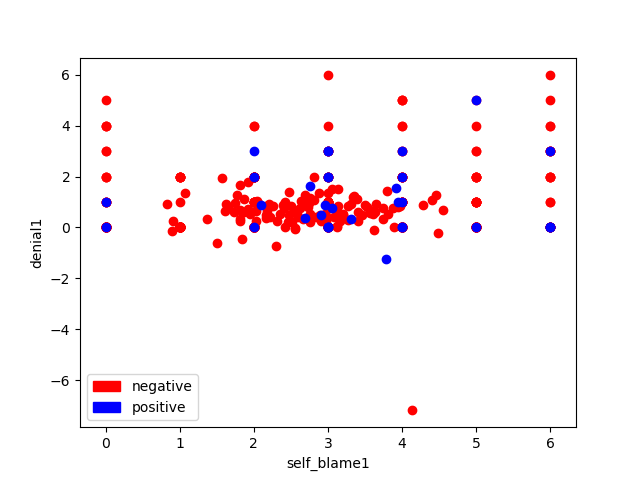 6
4
2
0
−2
−4
−6
denial1
negative
positive
0 1 2 3 4 5 6
self_blame1